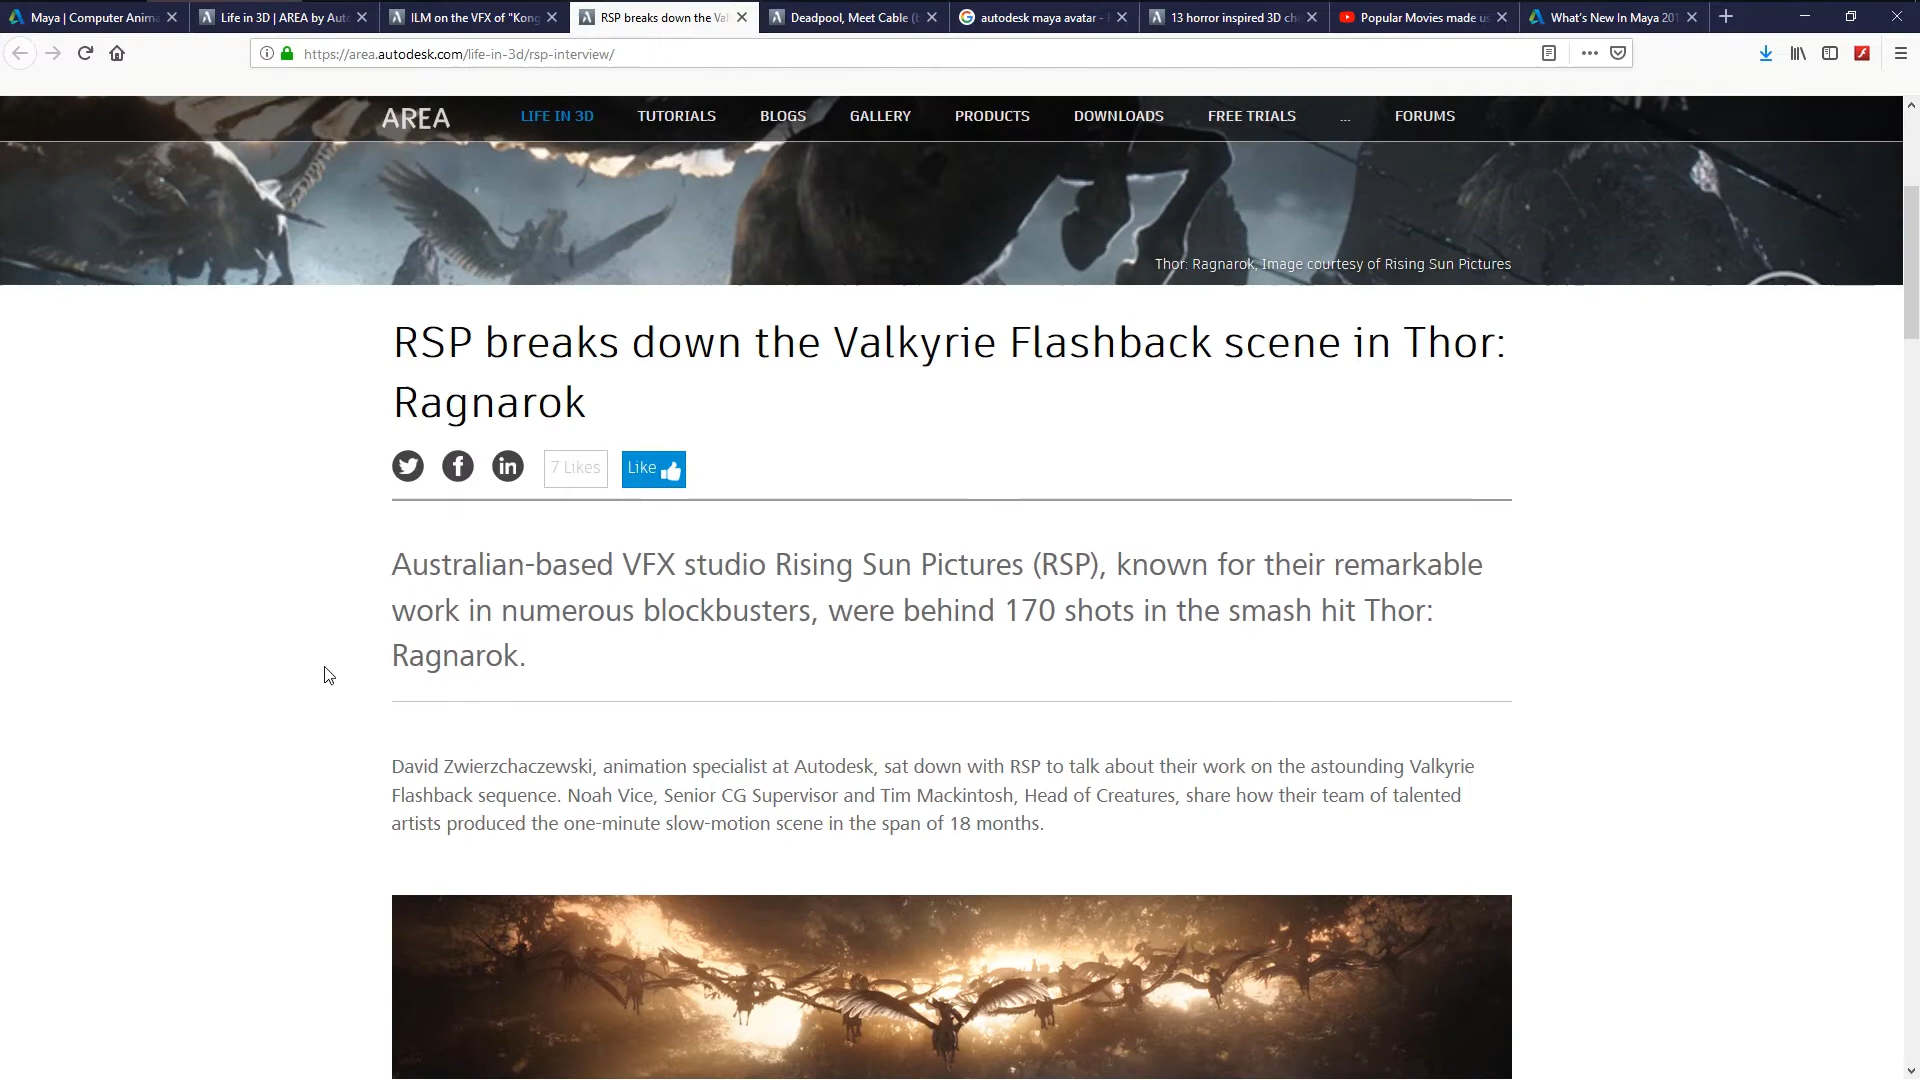 Maya | Computer Anima
Life in 3D | AREA by Aut
ILM on the VFX of "Kong
RSP breaks down the Val
Deadpool, Meet Cable (b
autodesk maya avatar -
13 horror inspired 3D ch
Popular Movies made us
What's New In Maya 201
https://area.autodesk.com/life-in-3d/rsp-interview/
AREA
LIFE IN 3D
TUTORIALS
BLOGS
GALLERY
PRODUCTS
DOWNLOADS
FREE TRIALS
...
FORUMS
Thor: Ragnarok, Image courtesy of Rising Sun Pictures
RSP breaks down the Valkyrie Flashback scene in Thor:
Ragnarok
7 Likes
Like
Australian-based VFX studio Rising Sun Pictures (RSP), known for their remarkable
work in numerous blockbusters, were behind 170 shots in the smash hit Thor:
Ragnarok.
David Zwierzchaczewski, animation specialist at Autodesk, sat down with RSP to talk about their work on the astounding Valkyrie
Flashback sequence. Noah Vice, Senior CG Supervisor and Tim Mackintosh, Head of Creatures, share how their team of talented
artists produced the one-minute slow-motion scene in the span of 18 months.